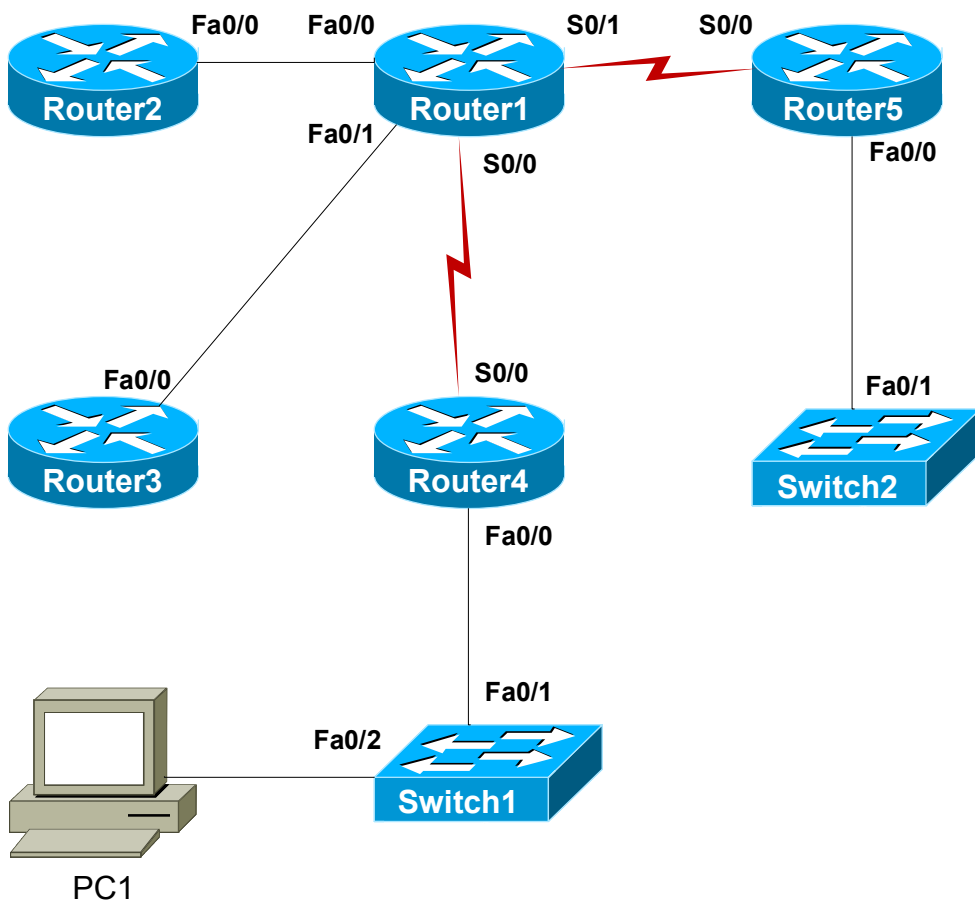 Fa0/0 Fa0/0 S0/1 S0/0
Router2 Router1 Router5
Fa0/1 S0/0 Fa0/0
Fa0/0 S0/0 Fa0/1
Router3 Router4 Switch2
Fa0/0
Fa0/1
Fa0/2
Switch1
PC1